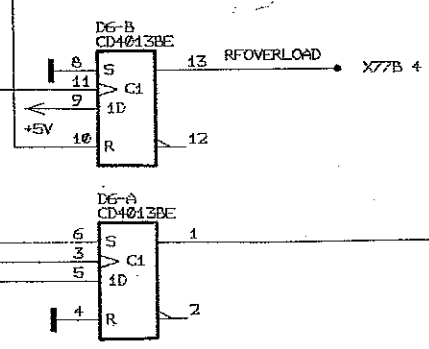 D6-B
CD4013BE
8 S 13 RFOVERLOAD X77B 4
11 C1
9 1D
+5V
10 R 12
D6-A
CD4013BE
6 S 1
3 C1
5 1D
4 R 2